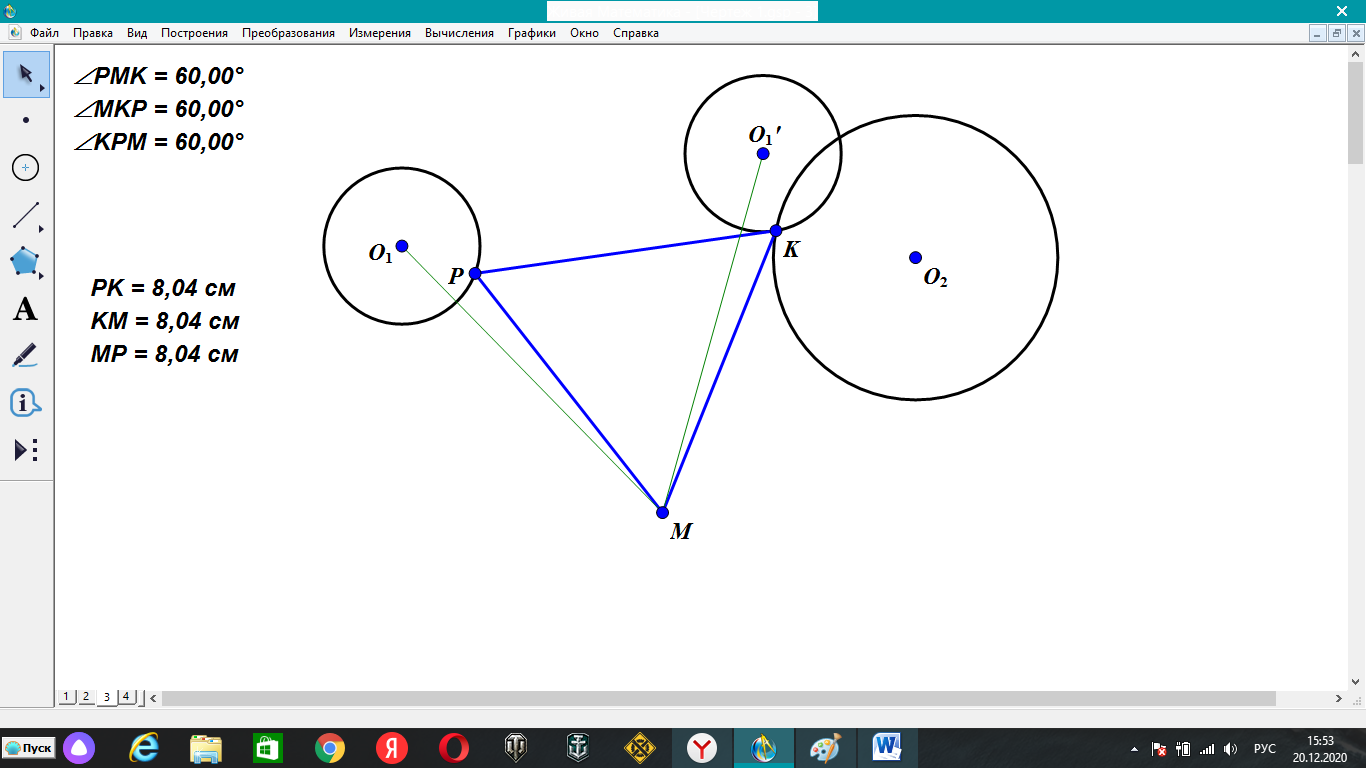 Файл Правка Вид Построения Преобразования Измерения Вычисления Графики Окно Справка
∠PMK = 60,00°
∠MKP = 60,00°
∠KPM = 60,00°
O₁'
O₁
P
K
O₂
PK = 8,04 см
KM = 8,04 см
MP = 8,04 см
A
M
1 2 3 4
Пуск
РУС
15:53
20.12.2020